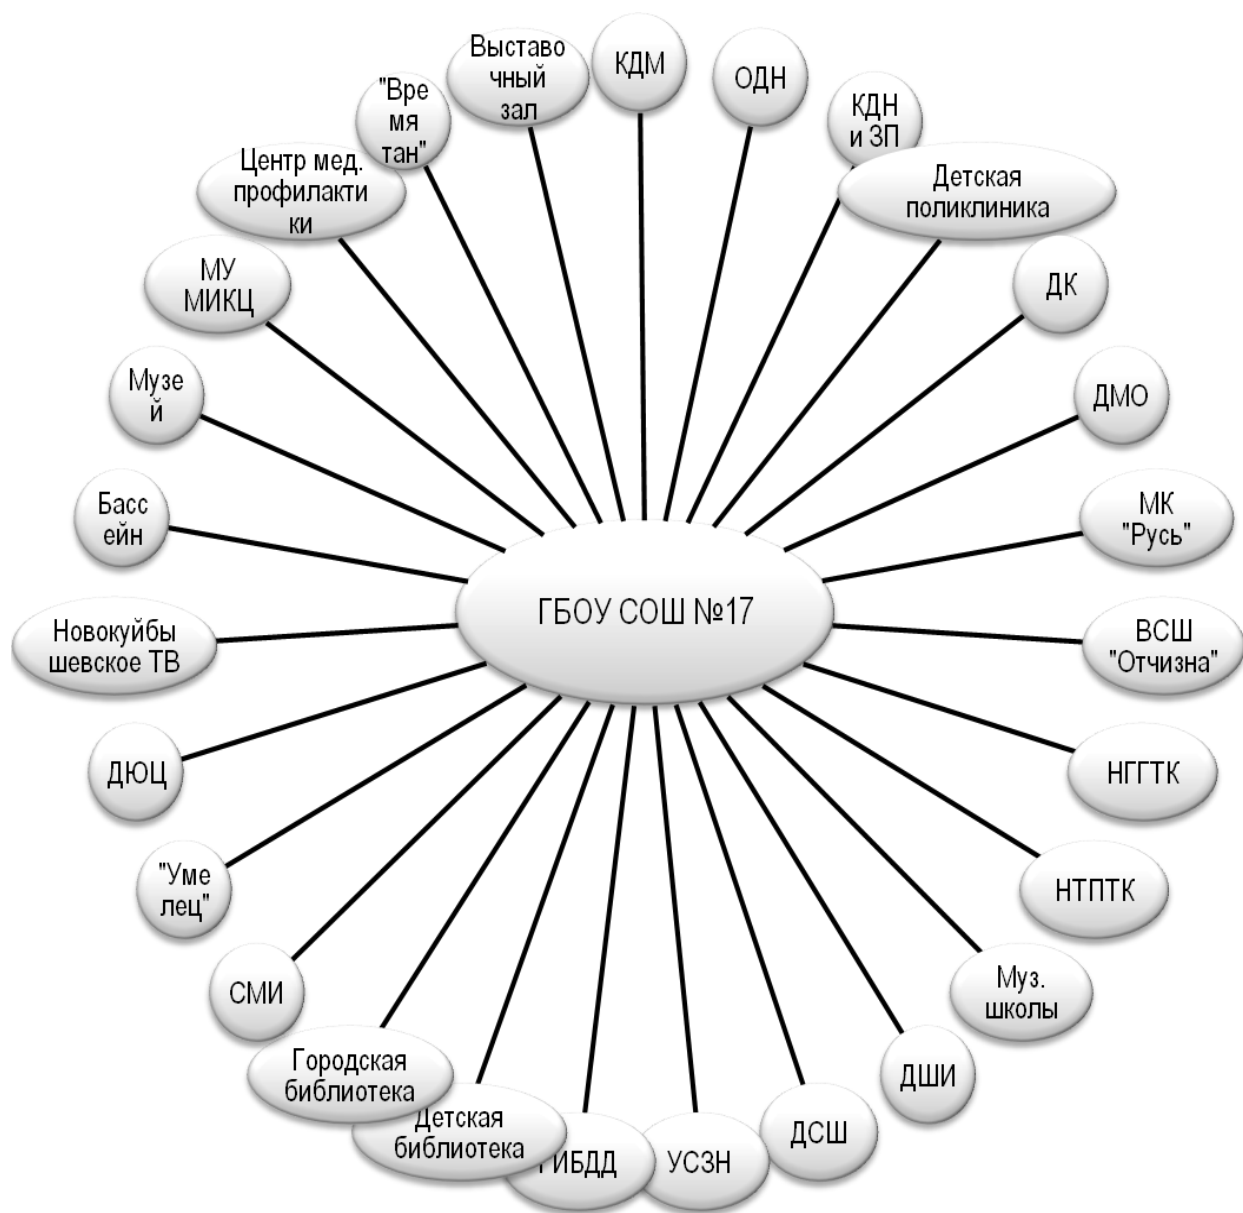 КДМ
ОДН
КДН
и ЗП
Детская
поликлиника
ДК
ДМО
МК
"Русь"
ВСШ
"Отчизна"
НГГТК
НТПТК
Муз.
школы
ДШИ
ДСШ
УСЗН
ГИБДД
Детская
библиотека
Городская
библиотека
СМИ
"Уме
лец"
ДЮЦ
Новокуйбы
шевское ТВ
Басс
ейн
Музе
й
МУ
МИКЦ
Центр мед.
профилакти
ки
"Вре
мя
тан"
Выставо
чный
зал
ГБОУ СОШ №17